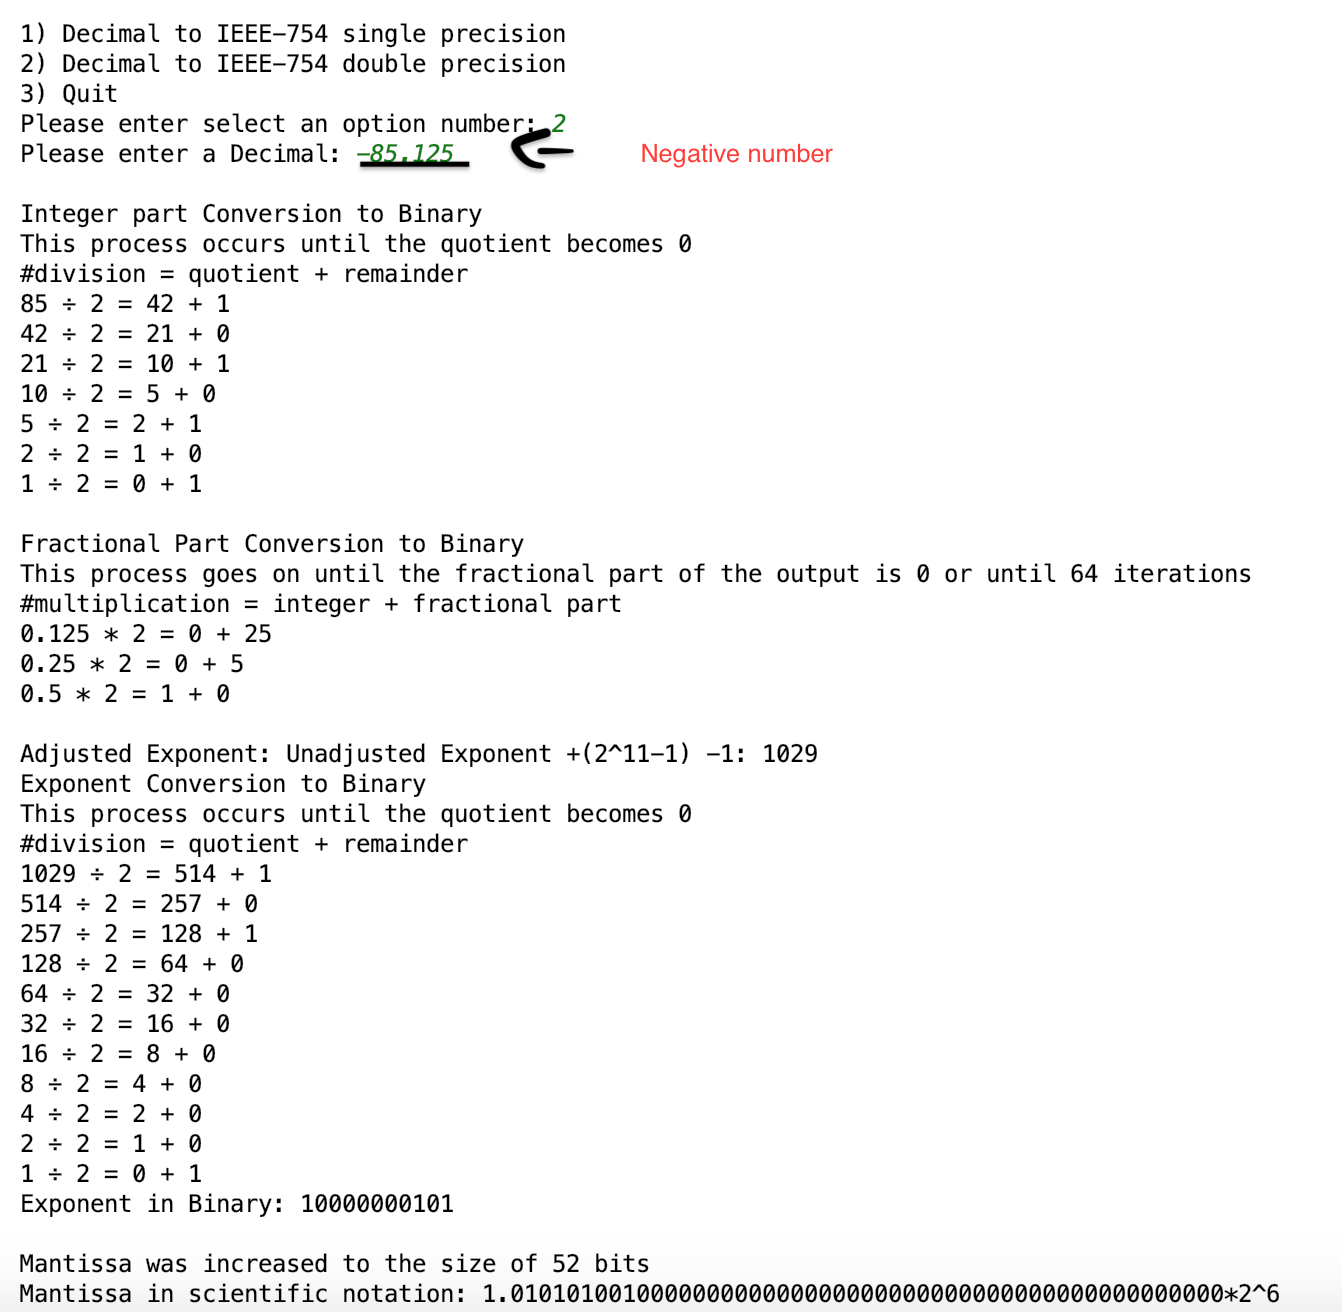 1) Decimal to IEEE-754 single precision
2) Decimal to IEEE-754 double precision
3) Quit
Please enter select an option number: 2
Please enter a Decimal: -85.125 Negative number
Integer part Conversion to Binary
This process occurs until the quotient becomes 0
#division = quotient + remainder
85 ÷ 2 = 42 + 1
42 ÷ 2 = 21 + 0
21 ÷ 2 = 10 + 1
10 ÷ 2 = 5 + 0
5 ÷ 2 = 2 + 1
2 ÷ 2 = 1 + 0
1 ÷ 2 = 0 + 1
Fractional Part Conversion to Binary
This process goes on until the fractional part of the output is 0 or until 64 iterations
#multiplication = integer + fractional part
0.125 * 2 = 0 + 25
0.25 * 2 = 0 + 5
0.5 * 2 = 1 + 0
Adjusted Exponent: Unadjusted Exponent +(2^11-1) -1: 1029
Exponent Conversion to Binary
This process occurs until the quotient becomes 0
#division = quotient + remainder
1029 ÷ 2 = 514 + 1
514 ÷ 2 = 257 + 0
257 ÷ 2 = 128 + 1
128 ÷ 2 = 64 + 0
64 ÷ 2 = 32 + 0
32 ÷ 2 = 16 + 0
16 ÷ 2 = 8 + 0
8 ÷ 2 = 4 + 0
4 ÷ 2 = 2 + 0
2 ÷ 2 = 1 + 0
1 ÷ 2 = 0 + 1
Exponent in Binary: 10000000101
Mantissa was increased to the size of 52 bits
Mantissa in scientific notation: 1.0101010010000000000000000000000000000000000000000000*2^6